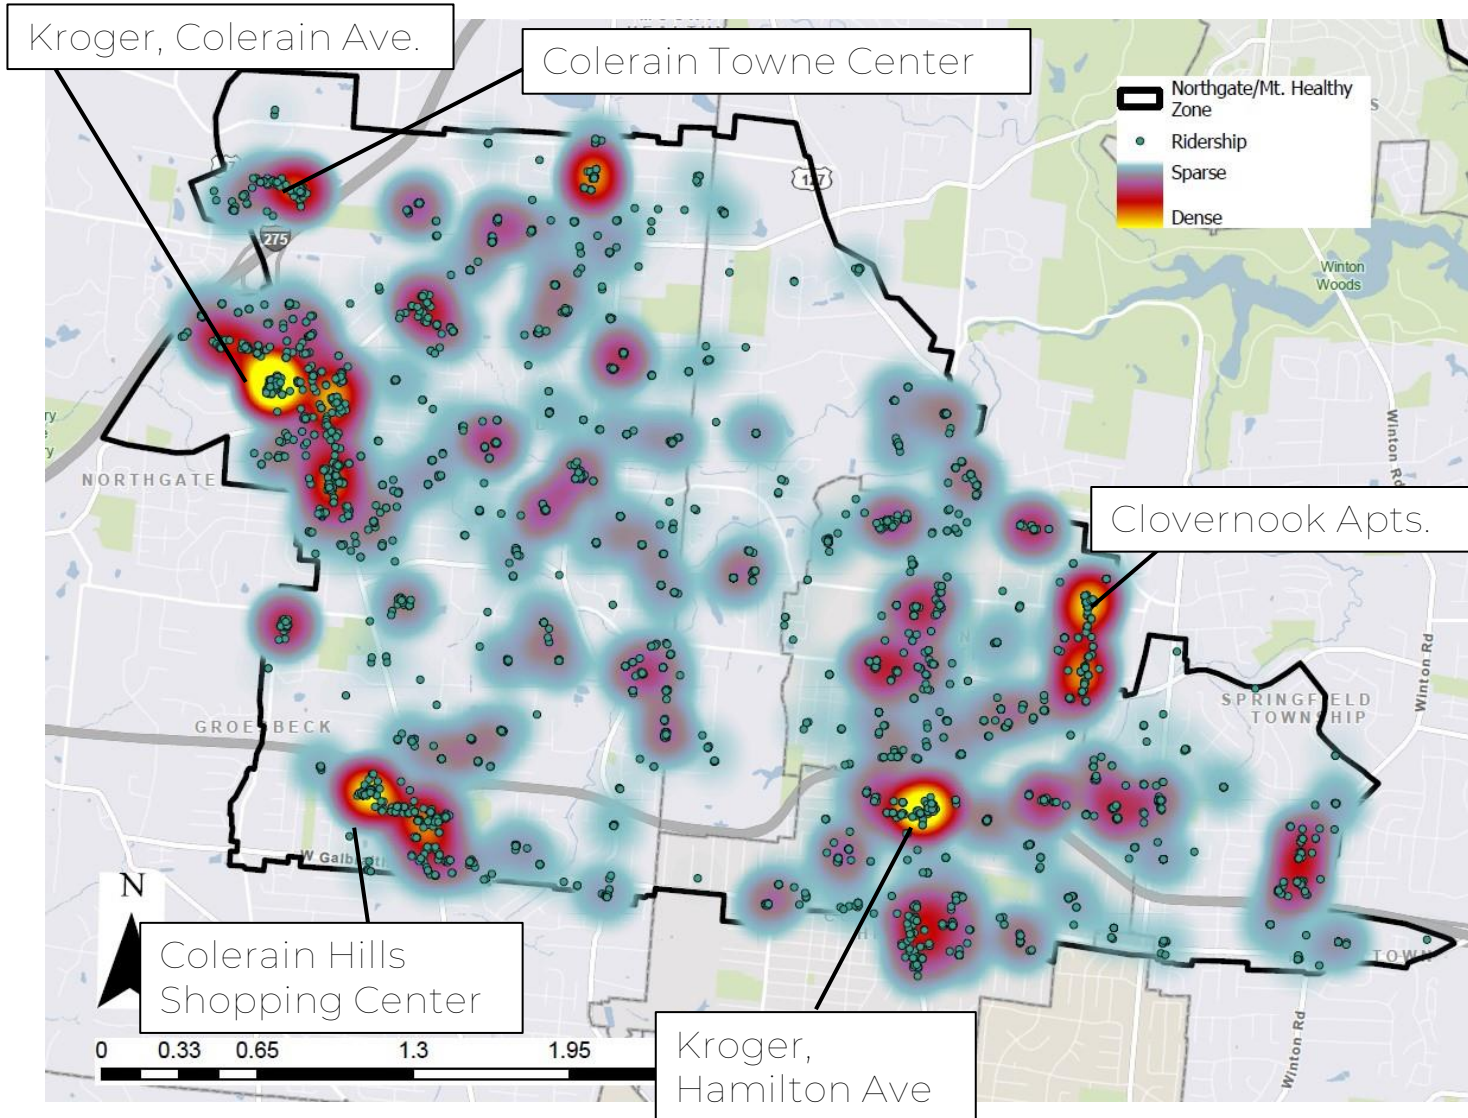 Kroger, Colerain Ave.
Colerain Towne Center
Northgate/Mt. Healthy
Zone
Ridership
Sparse
Dense
127
275
Winton
Woods
Winton Rd
NORTHGATE
Clovernook Apts.
SPRINGFIELD
TOWNSHIP
Winton Rd
GROESBECK
W Galbraith
N
Colerain Hills
Shopping Center
TOWN
Winton Rd
0 0.33 0.65 1.3 1.95
Kroger,
Hamilton Ave